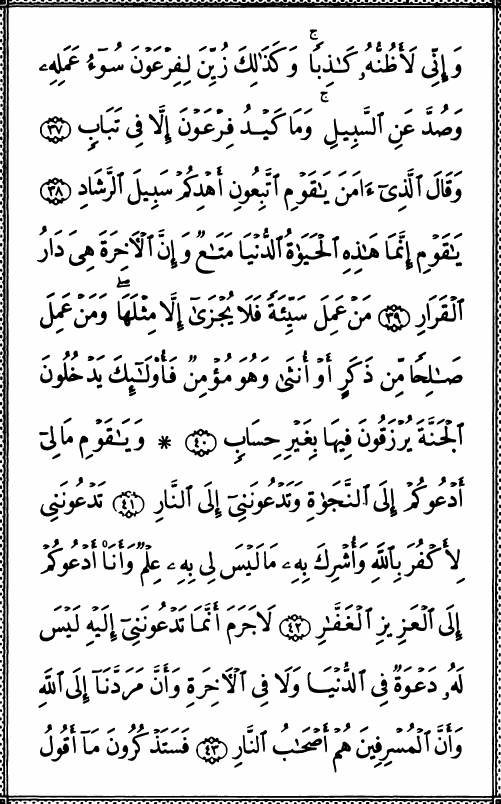 وَإِنِّى لَأَظُنُّهُۥ كَـٰذِبًا ۚ وَكَذَٰلِكَ زُيِّنَ لِفِرْعَوْنَ سُوٓءُ عَمَلِهِۦ
وَصُدَّ عَنِ ٱلسَّبِيلِ ۚ وَمَا كَيْدُ فِرْعَوْنَ إِلَّا فِى تَبَابٍ ٣٧
وَقَالَ ٱلَّذِىٓ ءَامَنَ يَـٰقَوْمِ ٱتَّبِعُونِ أَهْدِكُمْ سَبِيلَ ٱلرَّشَادِ ٣٨
يَـٰقَوْمِ إِنَّمَا هَـٰذِهِ ٱلْحَيَوٰةُ ٱلدُّنْيَا مَتَـٰعٌ وَإِنَّ ٱلْـَٔاخِرَةَ هِىَ دَارُ
ٱلْقَرَارِ ٣٩ مَنْ عَمِلَ سَيِّئَةً فَلَا يُجْزَىٰٓ إِلَّا مِثْلَهَا ۖ وَمَنْ عَمِلَ
صَـٰلِحًا مِّن ذَكَرٍ أَوْ أُنثَىٰ وَهُوَ مُؤْمِنٌ فَأُو۟لَـٰٓئِكَ يَدْخُلُونَ
ٱلْجَنَّةَ يُرْزَقُونَ فِيهَا بِغَيْرِ حِسَابٍ ٤٠ * وَيَـٰقَوْمِ مَا لِىٓ
أَدْعُوكُمْ إِلَى ٱلنَّجَوٰةِ وَتَدْعُونَنِىٓ إِلَى ٱلنَّارِ ٤١ تَدْعُونَنِى
لِأَكْفُرَ بِٱللَّهِ وَأُشْرِكَ بِهِۦ مَا لَيْسَ لِى بِهِۦ عِلْمٌ وَأَنَا۠ أَدْعُوكُمْ
إِلَى ٱلْعَزِيزِ ٱلْغَفَّـٰرِ ٤٢ لَا جَرَمَ أَنَّمَا تَدْعُونَنِىٓ إِلَيْهِ لَيْسَ
لَهُۥ دَعْوَةٌ فِى ٱلدُّنْيَا وَلَا فِى ٱلْـَٔاخِرَةِ وَأَنَّ مَرَدَّنَآ إِلَى ٱللَّهِ
وَأَنَّ ٱلْمُسْرِفِينَ هُمْ أَصْحَـٰبُ ٱلنَّارِ ٤٣ فَسَتَذْكُرُونَ مَآ أَقُولُ